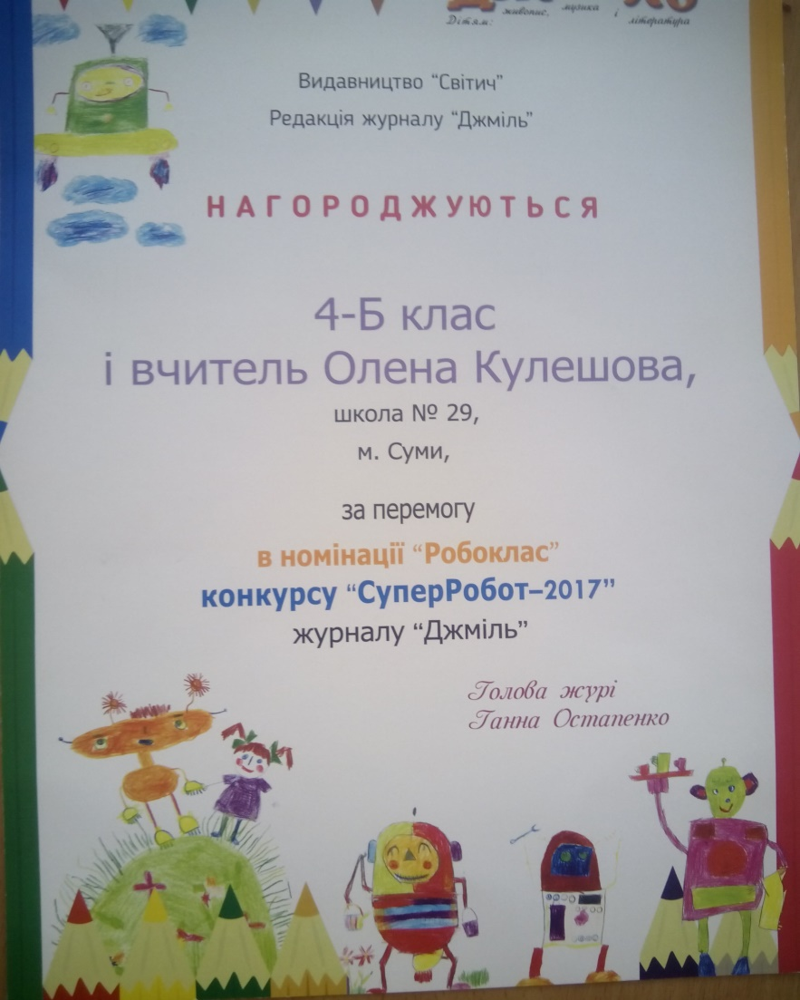 Дітям: живопис, музика і література
Видавництво “Світич”
Редакція журналу “Джміль”
НАГОРОДЖУЮТЬСЯ
4-Б клас
і вчитель Олена Кулешова,
школа № 29,
м. Суми,
за перемогу
в номінації “Робоклас”
конкурсу “СуперРобот–2017”
журналу “Джміль”
Голова журі
Ганна Остапенко